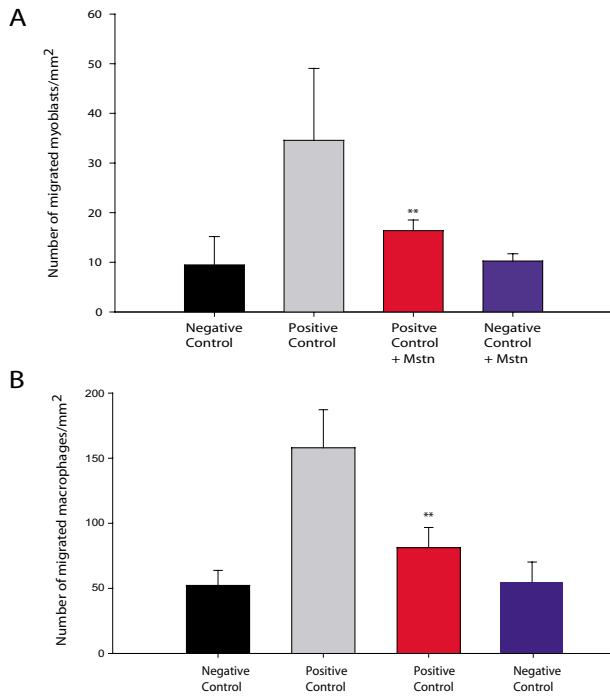 A
Number of migrated myoblasts/mm2
60
50
40
30
20
10
0
**
Negative
Control
Positive
Control
Positve
Control
+ Mstn
Negative
Control
+ Mstn
B
Number of migrated macrophages/mm2
200
150
100
50
0
**
Negative
Control
Positive
Control
Positive
Control
Negative
Control